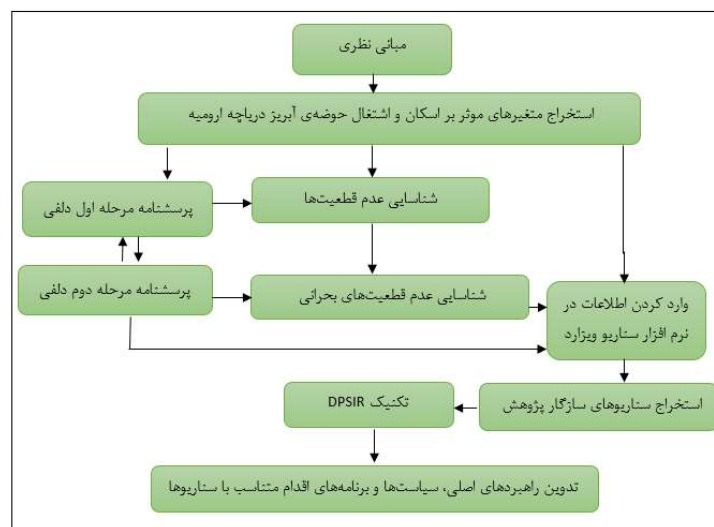 مبانی نظری
استخراج متغیرهای موثر بر اسکان و اشتغال حوضه‌ی آبریز دریاچه ارومیه
پرسشنامه مرحله اول دلفی
شناسایی عدم قطعیت‌ها
پرسشنامه مرحله دوم دلفی
شناسایی عدم قطعیت‌های بحرانی
وارد کردن اطلاعات در
نرم افزار سناریو ویزارد
استخراج سناریوهای سازگار پژوهش
تکنیک DPSIR
تدوین راهبردهای اصلی، سیاست‌ها و برنامه‌های اقدام متناسب با سناریوها